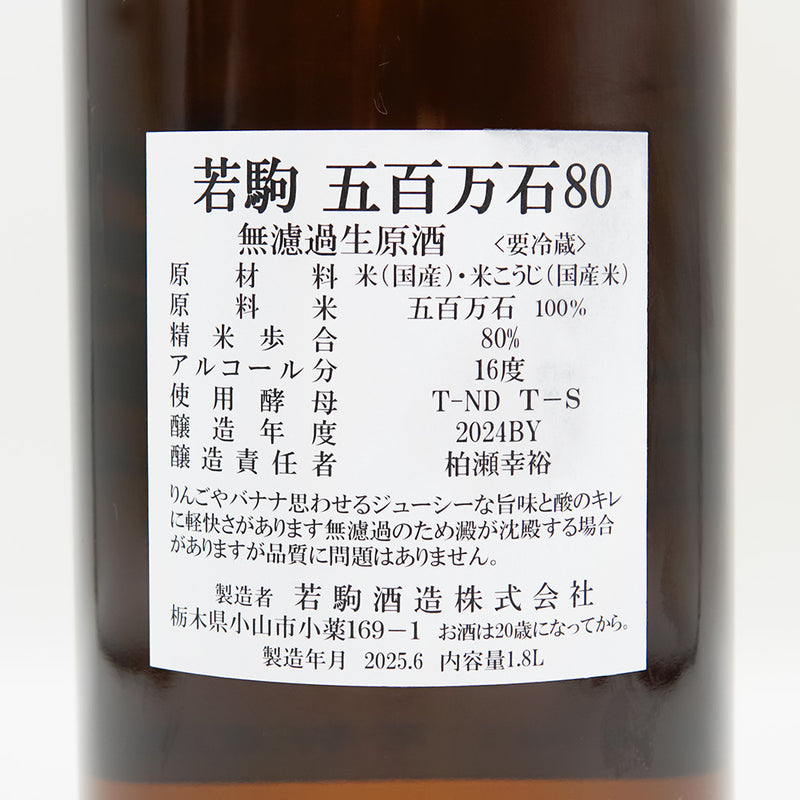 若駒 五百万石80
無濾過生原酒 〈要冷蔵〉
原材料 米(国産)・米こうじ(国産米)
原料米 五百万石 100%
精米歩合 80%
アルコール分 16度
使用酵母 T-ND T-S
醸造年度 2024BY
醸造責任者 柏瀬幸裕
りんごやバナナ思わせるジューシーな旨味と酸のキレ
に軽快さがあります無濾過のため澱が沈殿する場合
がありますが品質に問題はありません。
製造者 若駒酒造株式会社
栃木県小山市小薬169-1 お酒は20歳になってから。
製造年月 2025.6 内容量1.8L